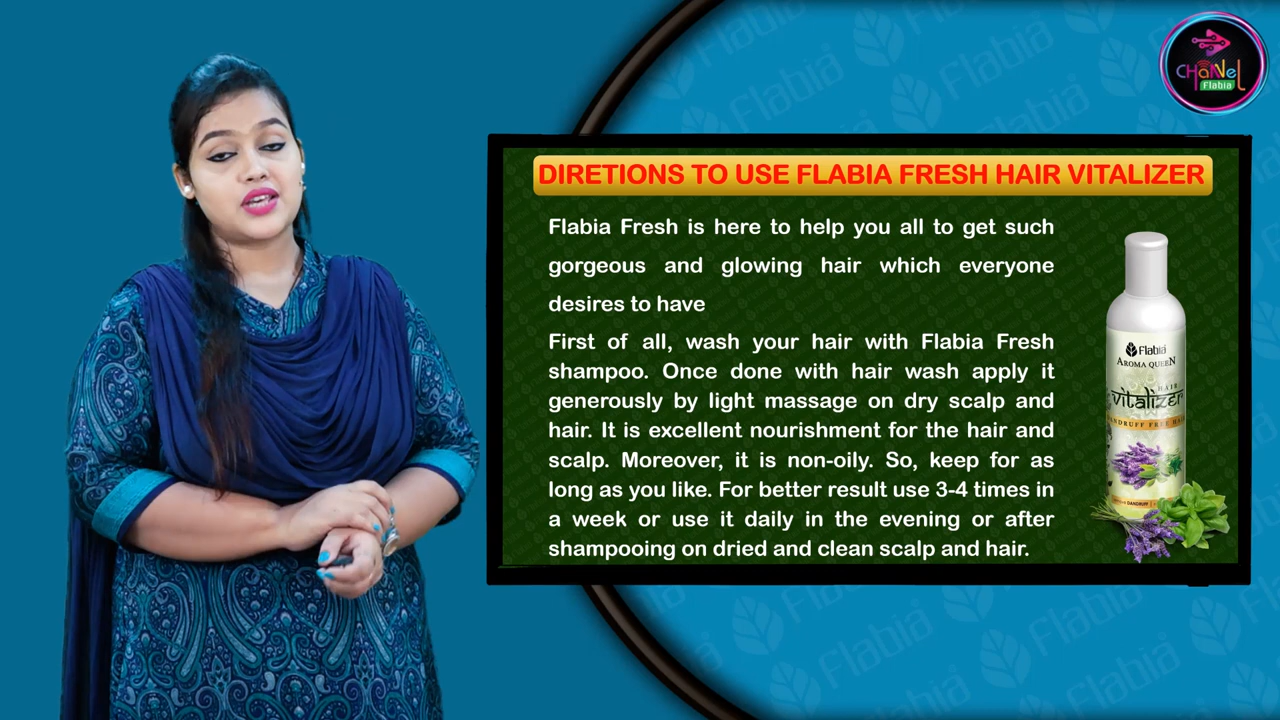 CHaNNel
Flabia
DIRETIONS TO USE FLABIA FRESH HAIR VITALIZER
Flabia Fresh is here to help you all to get such
gorgeous and glowing hair which everyone
desires to have
First of all, wash your hair with Flabia Fresh
shampoo. Once done with hair wash apply it
generously by light massage on dry scalp and
hair. It is excellent nourishment for the hair and
scalp. Moreover, it is non-oily. So, keep for as
long as you like. For better result use 3-4 times in
a week or use it daily in the evening or after
shampooing on dried and clean scalp and hair.
Flabia
AROMA QUEEN
HAIR
vitalizer
DANDRUFF FREE HAIR
DANDRUFF
Flabia